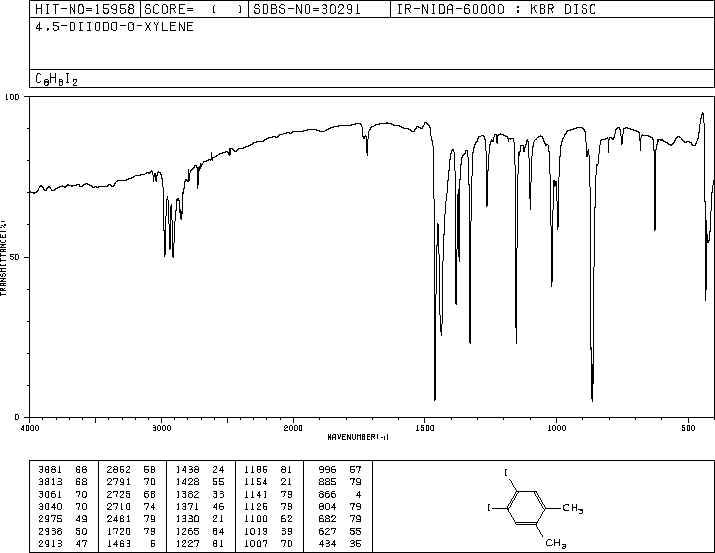 HIT-NO=15958 SCORE= ( ) SDBS-NO=30291 IR-NIDA-60000 : KBR DISC
4,5-DIIODO-O-XYLENE
C8H8I2
100
50
0
TRANSMITTANCE(%)
4000 3000 2000 1500 1000 500
WAVENUMBER(-1)
3881 68 2862 58 1438 24 1186 81 996 57
3813 68 2791 70 1428 55 1154 21 885 79
3061 70 2725 68 1382 33 1141 79 866 4
3040 70 2710 74 1371 46 1126 79 804 79
2975 49 2481 79 1330 21 1100 62 682 79
2936 50 1720 79 1265 64 1019 39 627 55
2913 47 1463 5 1227 81 1007 70 434 35
I
I
CH3
CH3